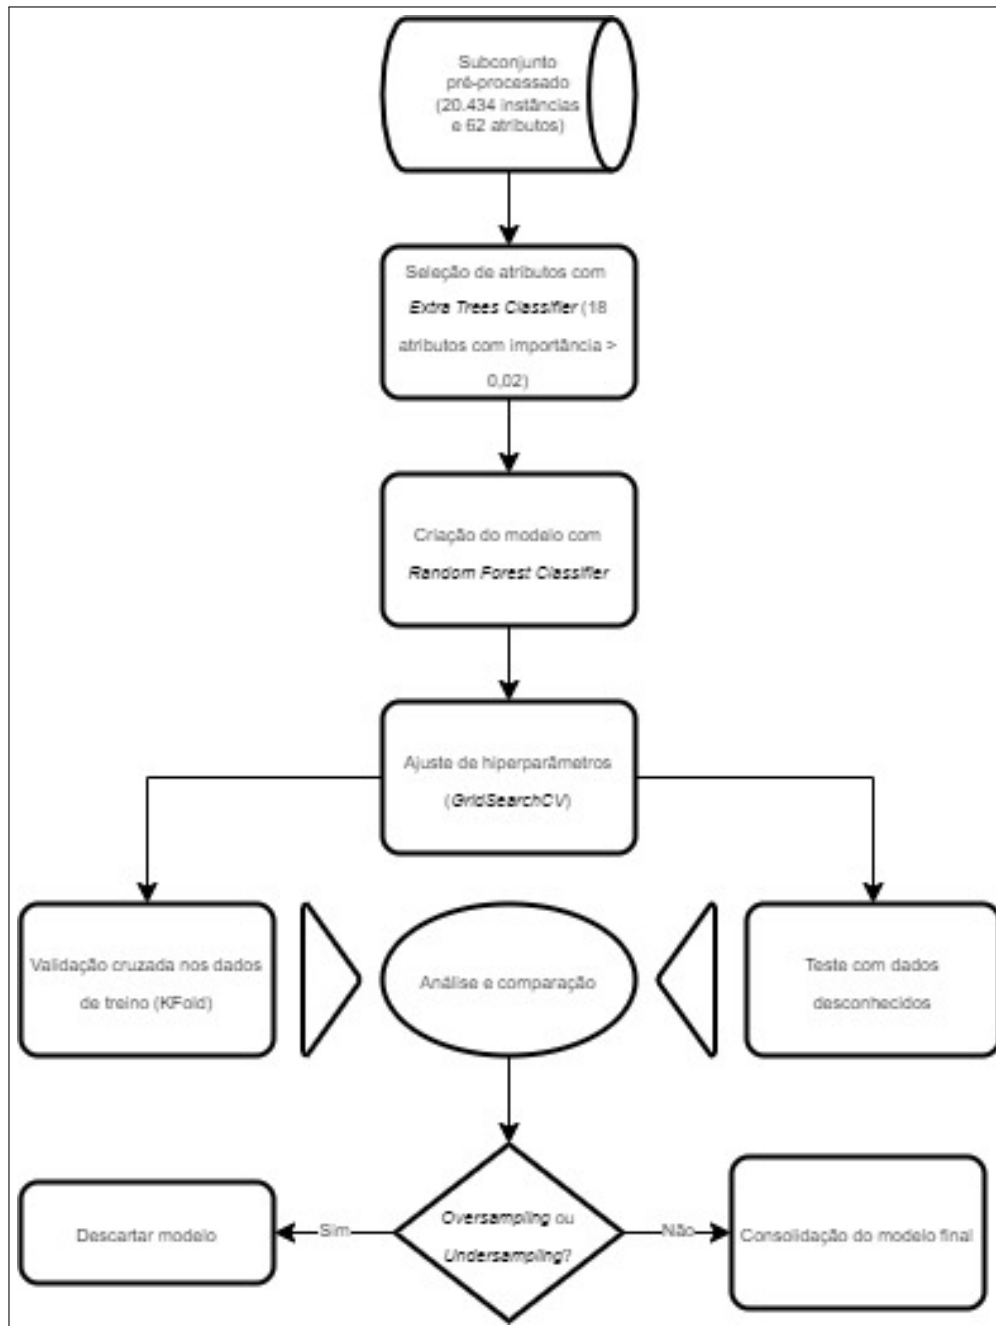 Subconjunto
pré-processado
(20.434 instâncias
e 62 atributos)
Seleção de atributos com
Extra Trees Classifier (18
atributos com importância >
0,02)
Criação do modelo com
Random Forest Classifier
Ajuste de hiperparâmetros
(GridSearchCV)
Validação cruzada nos dados
de treino (KFold)
Análise e comparação
Teste com dados
desconhecidos
Oversampling ou
Undersampling?
Sim
Não
Descartar modelo
Consolidação do modelo final